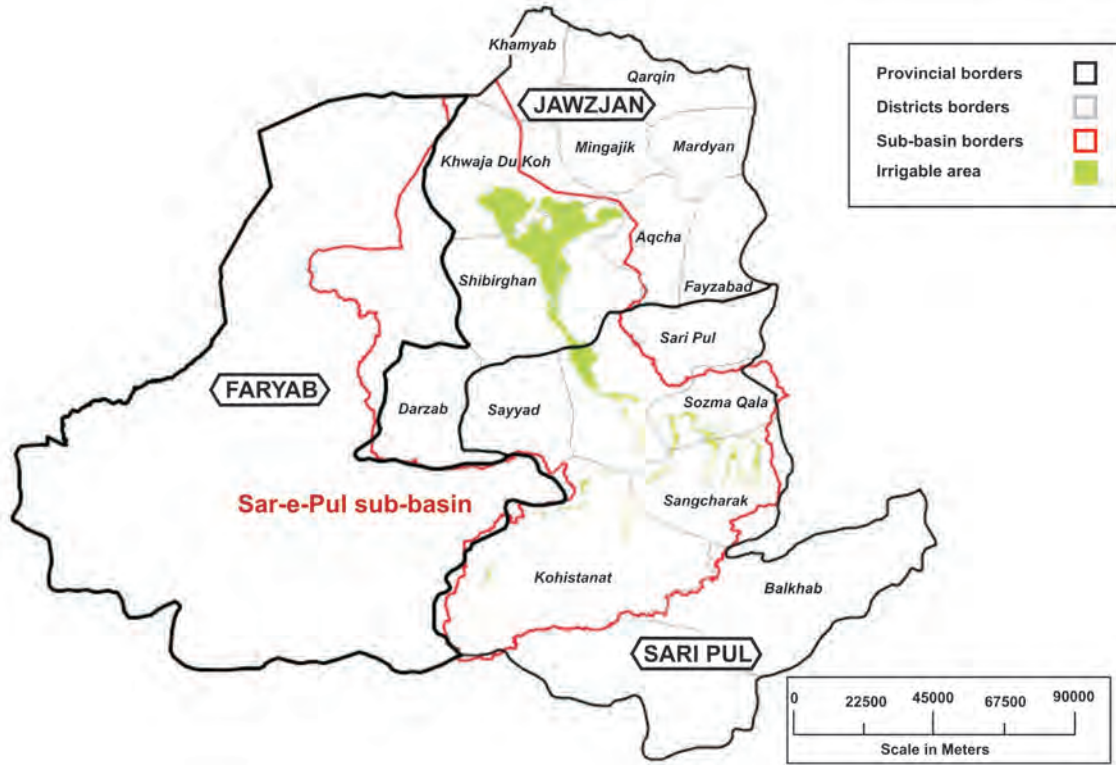 Khamyab
Qarqin
JAWZJAN
Mingajik
Mardyan
Khwaja Du Koh
Aqcha
Shibirghan
Fayzabad
Sari Pul
FARYAB
Darzab
Sayyad
Sozma Qala
Sar-e-Pul sub-basin
Sangcharak
Kohistanat
Balkhab
SARI PUL
Provincial borders
Districts borders
Sub-basin borders
Irrigable area
0 22500 45000 67500 90000
Scale in Meters